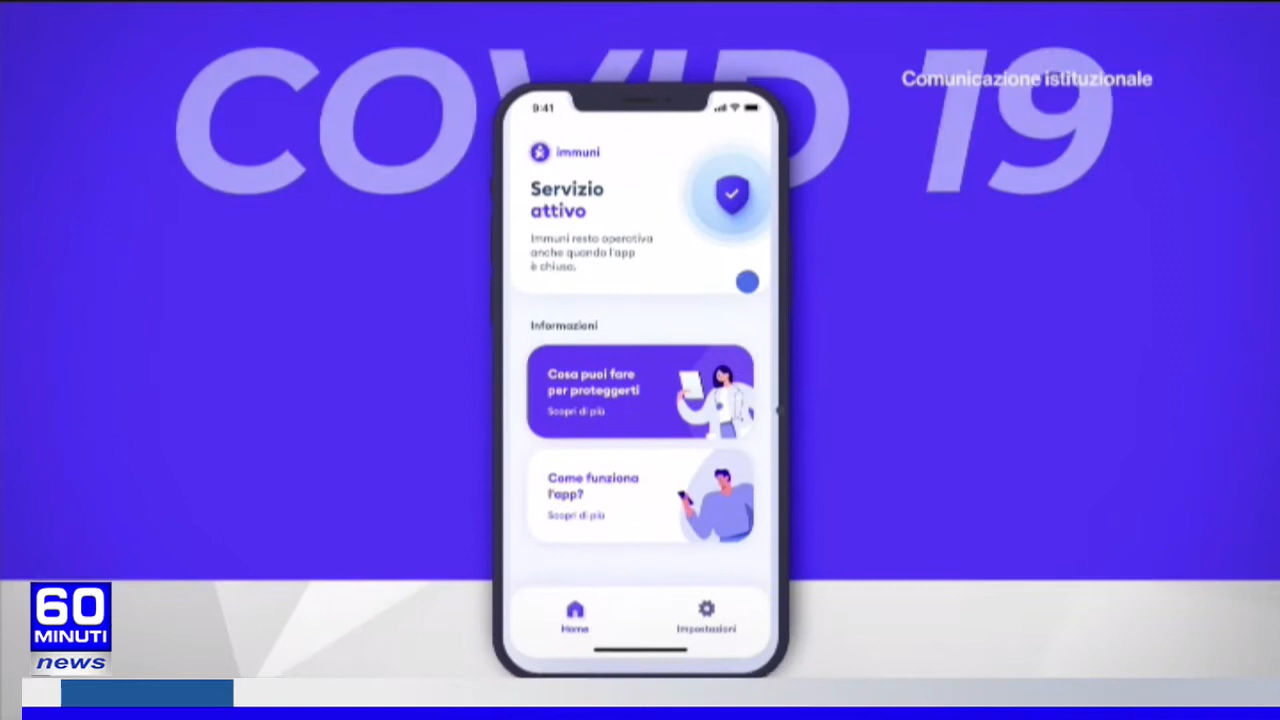 COVID 19
Comunicazione istituzionale
9:41
immuni
Servizio
attivo
Immuni resta operativa
anche quando l'app
è chiusa.
Informazioni
Cosa puoi fare
per proteggerti
Scopri di più
Come funziona
l'app?
Scopri di più
Home
Impostazioni
60
MINUTI
news